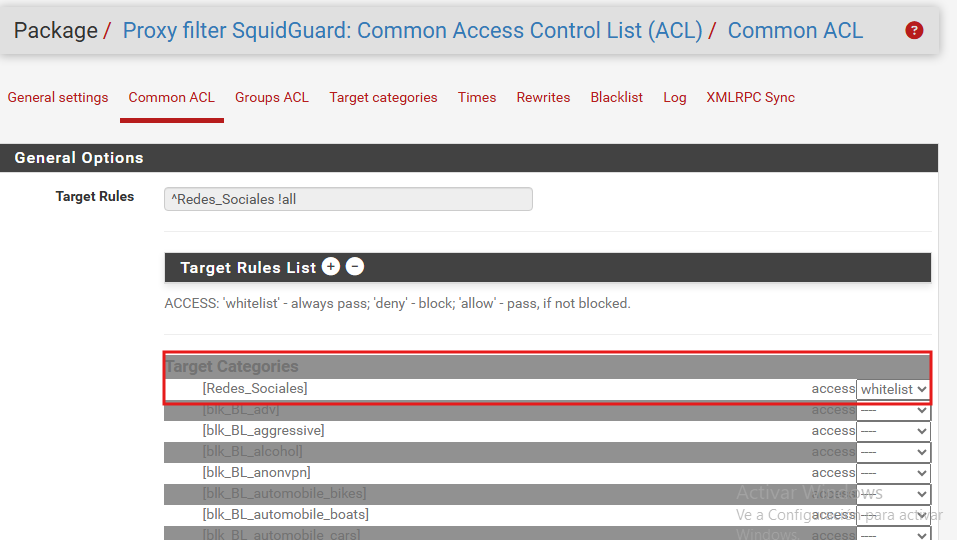 Package / Proxy filter SquidGuard: Common Access Control List (ACL) / Common ACL ?
General settings Common ACL Groups ACL Target categories Times Rewrites Blacklist Log XMLRPC Sync
General Options
Target Rules ^Redes_Sociales !all
Target Rules List + −
ACCESS: 'whitelist' - always pass; 'deny' - block; 'allow' - pass, if not blocked.
Target Categories
[Redes_Sociales] access whitelist
[blk_BL_adv] access ----
[blk_BL_aggressive] access ----
[blk_BL_alcohol] access ----
[blk_BL_anonvpn] access ----
[blk_BL_automobile_bikes] access ----
[blk_BL_automobile_boats] access ----
[blk_BL_automobile_cars] access ----
Activar Windows
Ve a Configuración para activar
Windows.